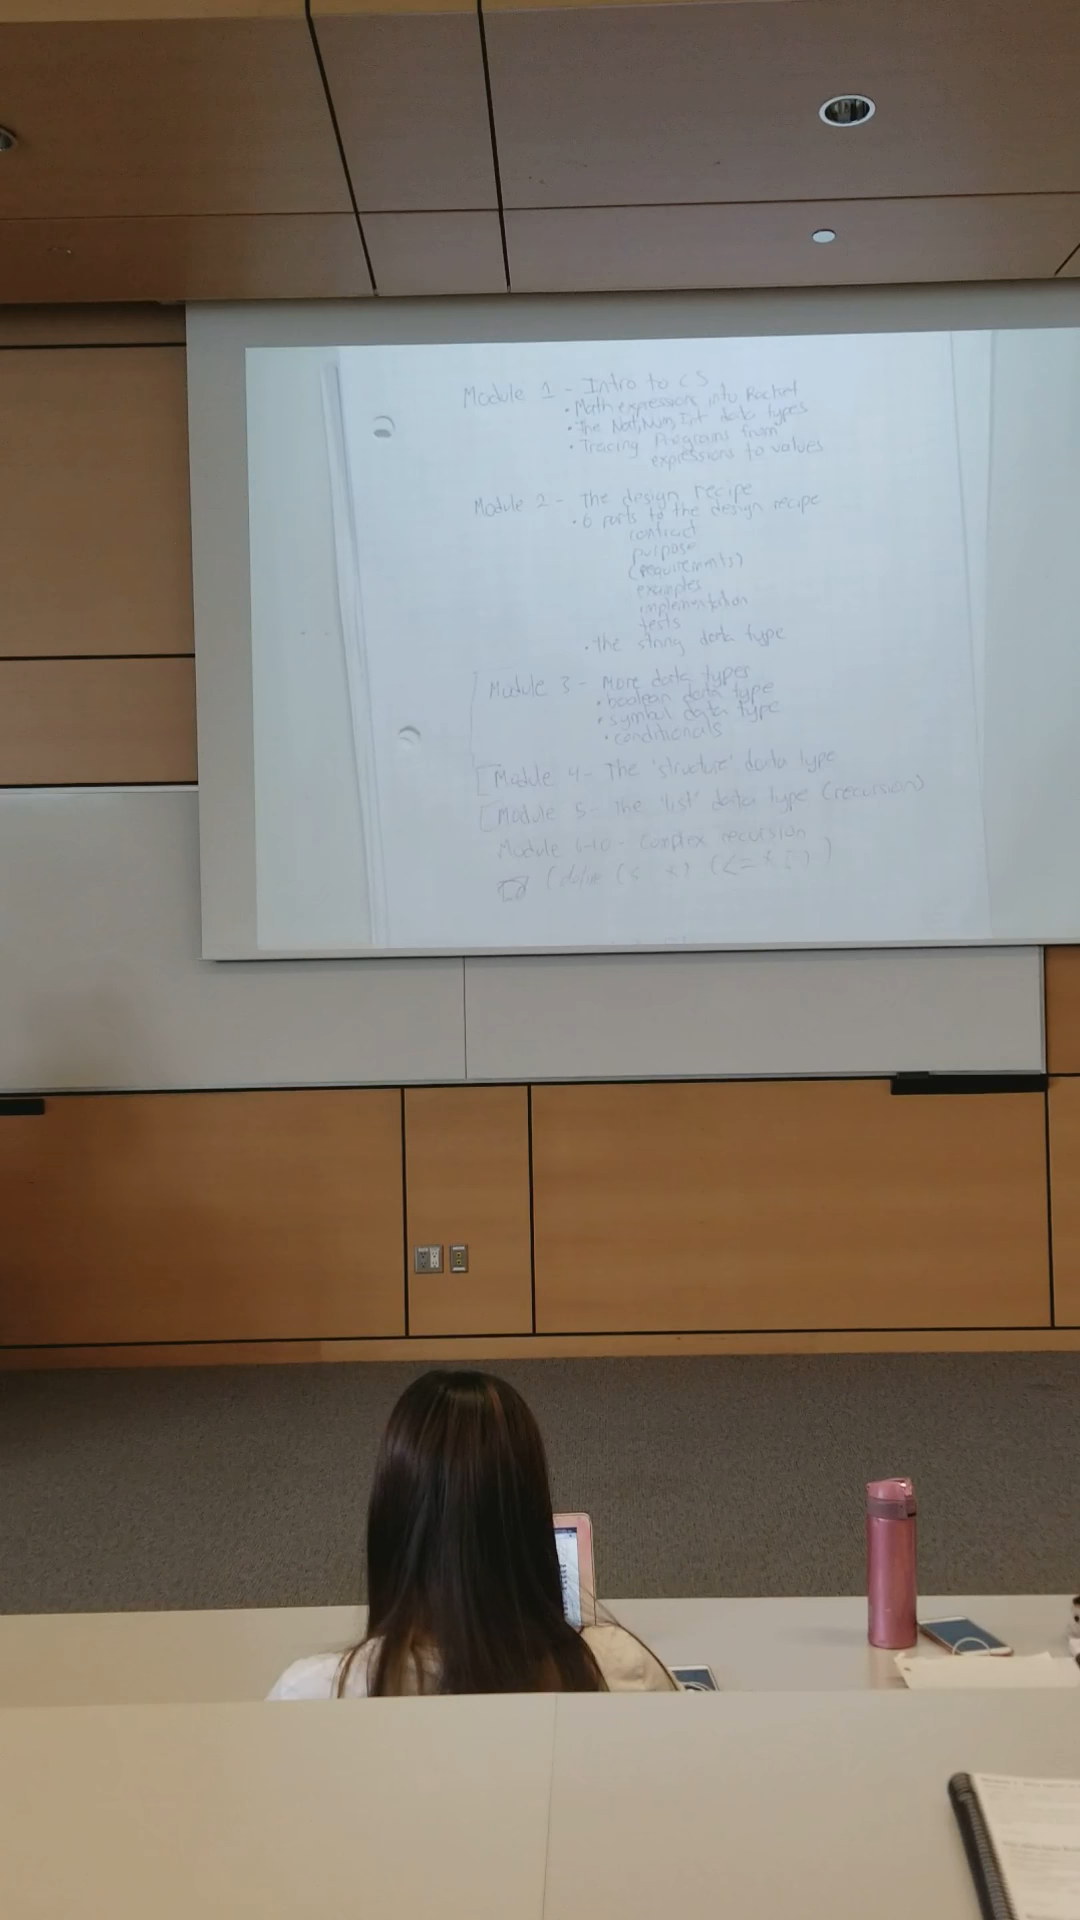 Module 1 - Intro to CS
• Math expressions into Racket
• The Nat, Num, Int data types
• Tracing Programs from
expressions to values
Module 2 - The design recipe
• 6 parts to the design recipe
contract
purpose
(requirements)
examples
implementation
tests
• the string data type
Module 3 - More data types
• boolean data type
• symbol data type
• conditionals
[Module 4 - The 'structure' data type
[Module 5 - The 'list' data type (recursion)
Module 6-10 - Complex recursion
(define